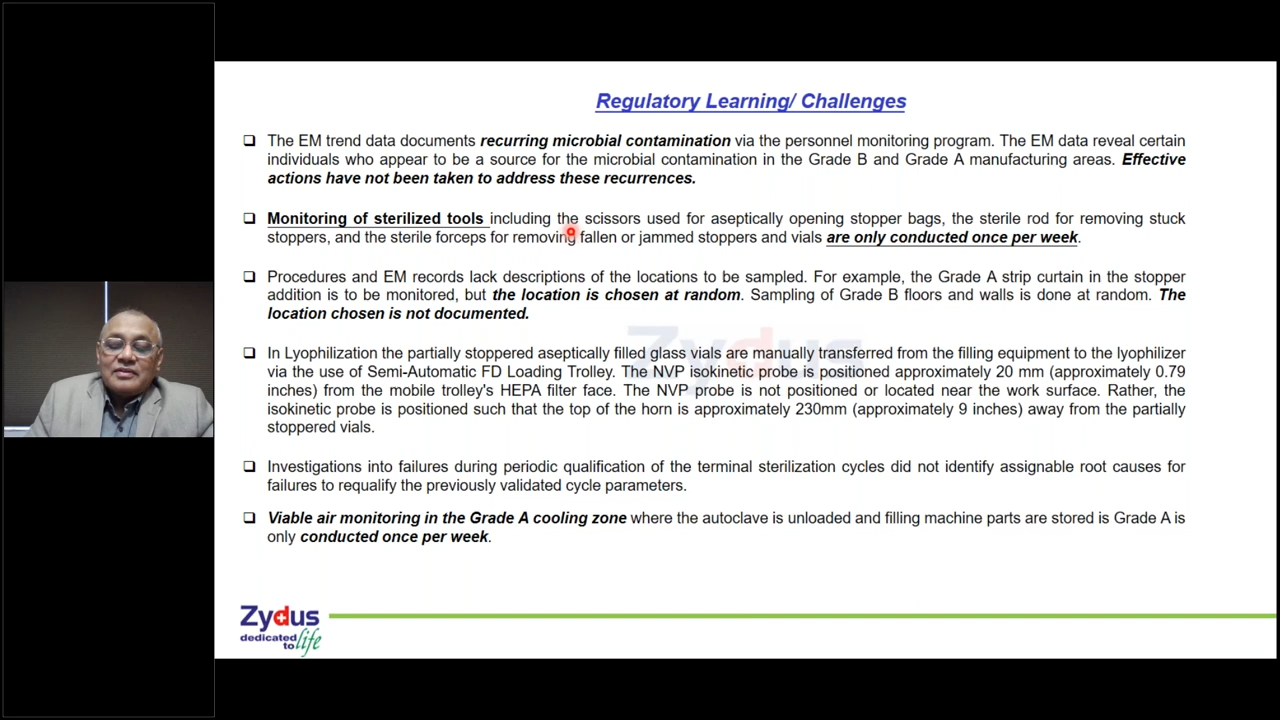 Regulatory Learning/ Challenges
❑ The EM trend data documents recurring microbial contamination via the personnel monitoring program. The EM data reveal certain
individuals who appear to be a source for the microbial contamination in the Grade B and Grade A manufacturing areas. Effective
actions have not been taken to address these recurrences.
❑ Monitoring of sterilized tools including the scissors used for aseptically opening stopper bags, the sterile rod for removing stuck
stoppers, and the sterile forceps for removing fallen or jammed stoppers and vials are only conducted once per week.
❑ Procedures and EM records lack descriptions of the locations to be sampled. For example, the Grade A strip curtain in the stopper
addition is to be monitored, but the location is chosen at random. Sampling of Grade B floors and walls is done at random. The
location chosen is not documented.
❑ In Lyophilization the partially stoppered aseptically filled glass vials are manually transferred from the filling equipment to the lyophilizer
via the use of Semi-Automatic FD Loading Trolley. The NVP isokinetic probe is positioned approximately 20 mm (approximately 0.79
inches) from the mobile trolley's HEPA filter face. The NVP probe is not positioned or located near the work surface. Rather, the
isokinetic probe is positioned such that the top of the horn is approximately 230mm (approximately 9 inches) away from the partially
stoppered vials.
❑ Investigations into failures during periodic qualification of the terminal sterilization cycles did not identify assignable root causes for
failures to requalify the previously validated cycle parameters.
❑ Viable air monitoring in the Grade A cooling zone where the autoclave is unloaded and filling machine parts are stored is Grade A is
only conducted once per week.
Zydus
Zydus
dedicated
to life